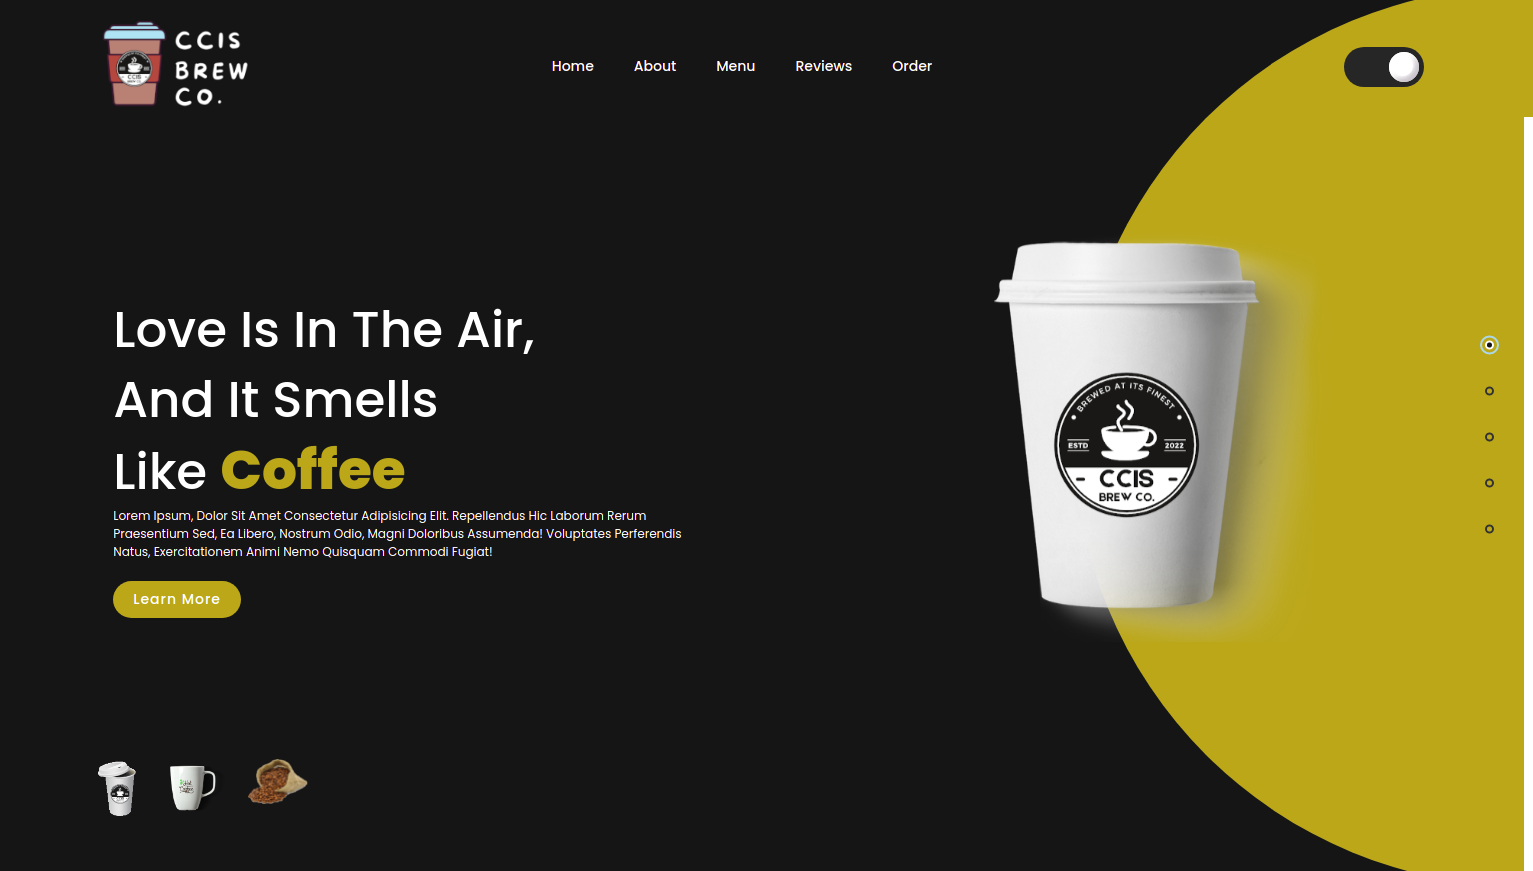 CCIS
BREW
CO.
Home
About
Menu
Reviews
Order
Love Is In The Air,
And It Smells
Like Coffee
Lorem Ipsum, Dolor Sit Amet Consectetur Adipisicing Elit. Repellendus Hic Laborum Rerum
Praesentium Sed, Ea Libero, Nostrum Odio, Magni Doloribus Assumenda! Voluptates Perferendis
Natus, Exercitationem Animi Nemo Quisquam Commodi Fugiat!
Learn More
BREWED AT ITS FINEST
ESTD
2022
CCIS
BREW CO.